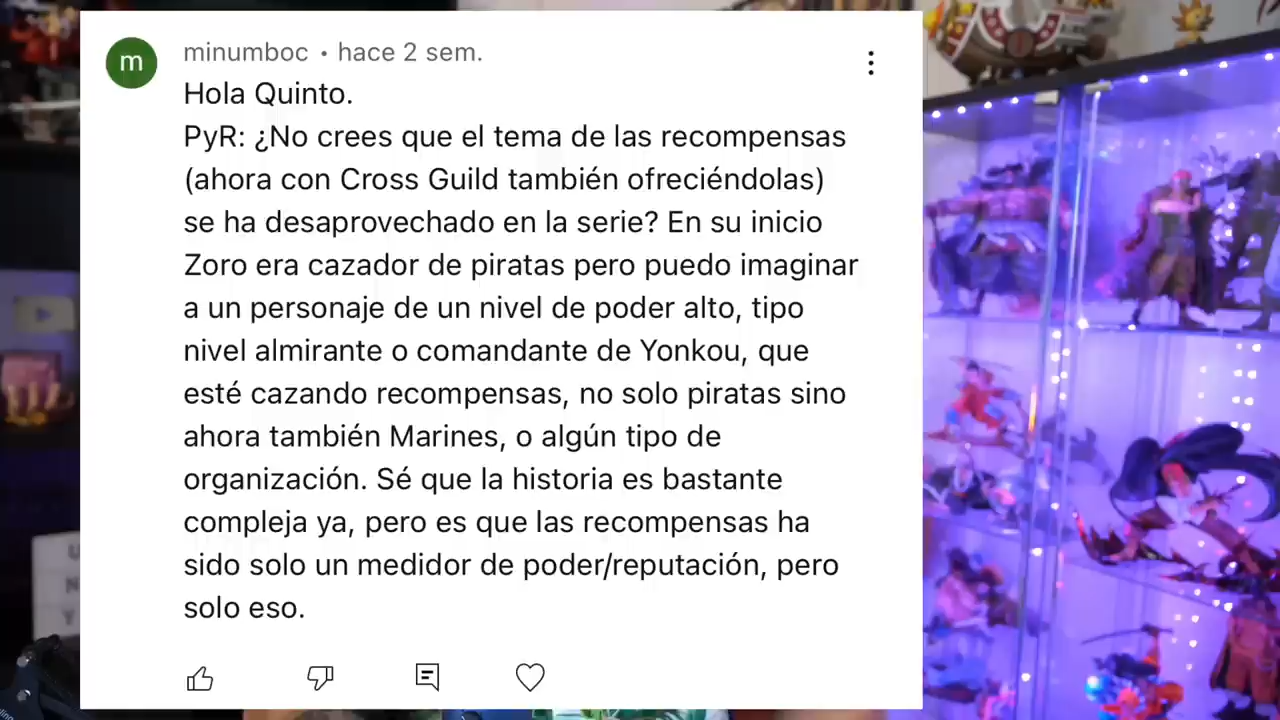 m
minumboc • hace 2 sem.
Hola Quinto.
PyR: ¿No crees que el tema de las recompensas
(ahora con Cross Guild también ofreciéndolas)
se ha desaprovechado en la serie? En su inicio
Zoro era cazador de piratas pero puedo imaginar
a un personaje de un nivel de poder alto, tipo
nivel almirante o comandante de Yonkou, que
esté cazando recompensas, no solo piratas sino
ahora también Marines, o algún tipo de
organización. Sé que la historia es bastante
compleja ya, pero es que las recompensas ha
sido solo un medidor de poder/reputación, pero
solo eso.